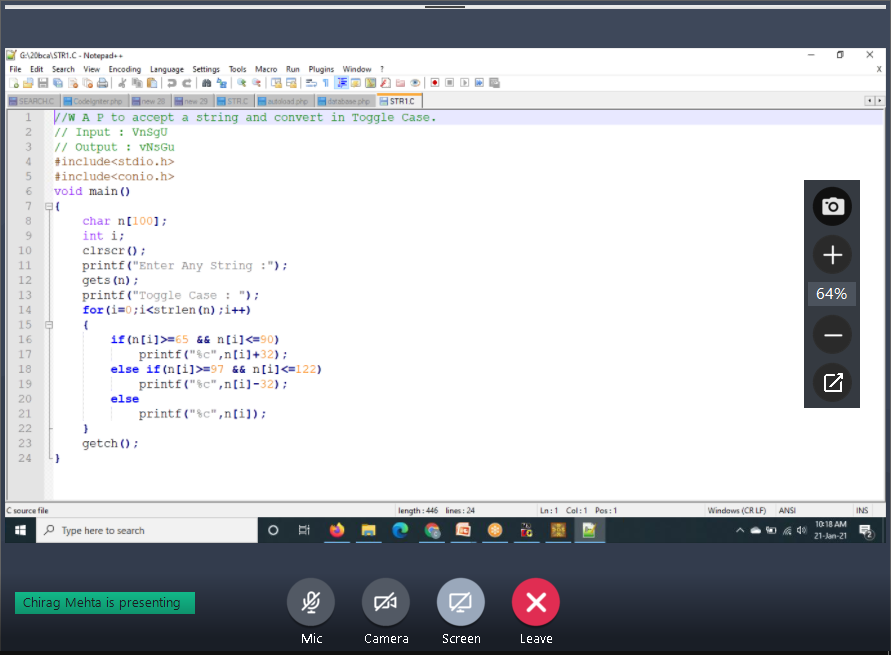 G:\20bca\STR1.C - Notepad++
File Edit Search View Encoding Language Settings Tools Macro Run Plugins Window ?
X
SEARCH.C CodeIgniter.php new 28 new 29 STR.C autoload.php database.php STR1.C
1 //W A P to accept a string and convert in Toggle Case.
2 // Input : VnSgU
3 // Output : vNsGu
4 #include<stdio.h>
5 #include<conio.h>
6 void main()
7 {
8 char n[100];
9 int i;
10 clrscr();
11 printf("Enter Any String :");
12 gets(n);
13 printf("Toggle Case : ");
14 for(i=0;i<strlen(n);i++)
15 {
16 if(n[i]>=65 && n[i]<=90)
17 printf("%c",n[i]+32);
18 else if(n[i]>=97 && n[i]<=122)
19 printf("%c",n[i]-32);
20 else
21 printf("%c",n[i]);
22 }
23 getch();
24 }
64%
C source file length : 446 lines : 24 Ln : 1 Col : 1 Pos : 1 Windows (CR LF) ANSI INS
Type here to search
10:18 AM
21-Jan-21
2
Chirag Mehta is presenting
Mic Camera Screen Leave